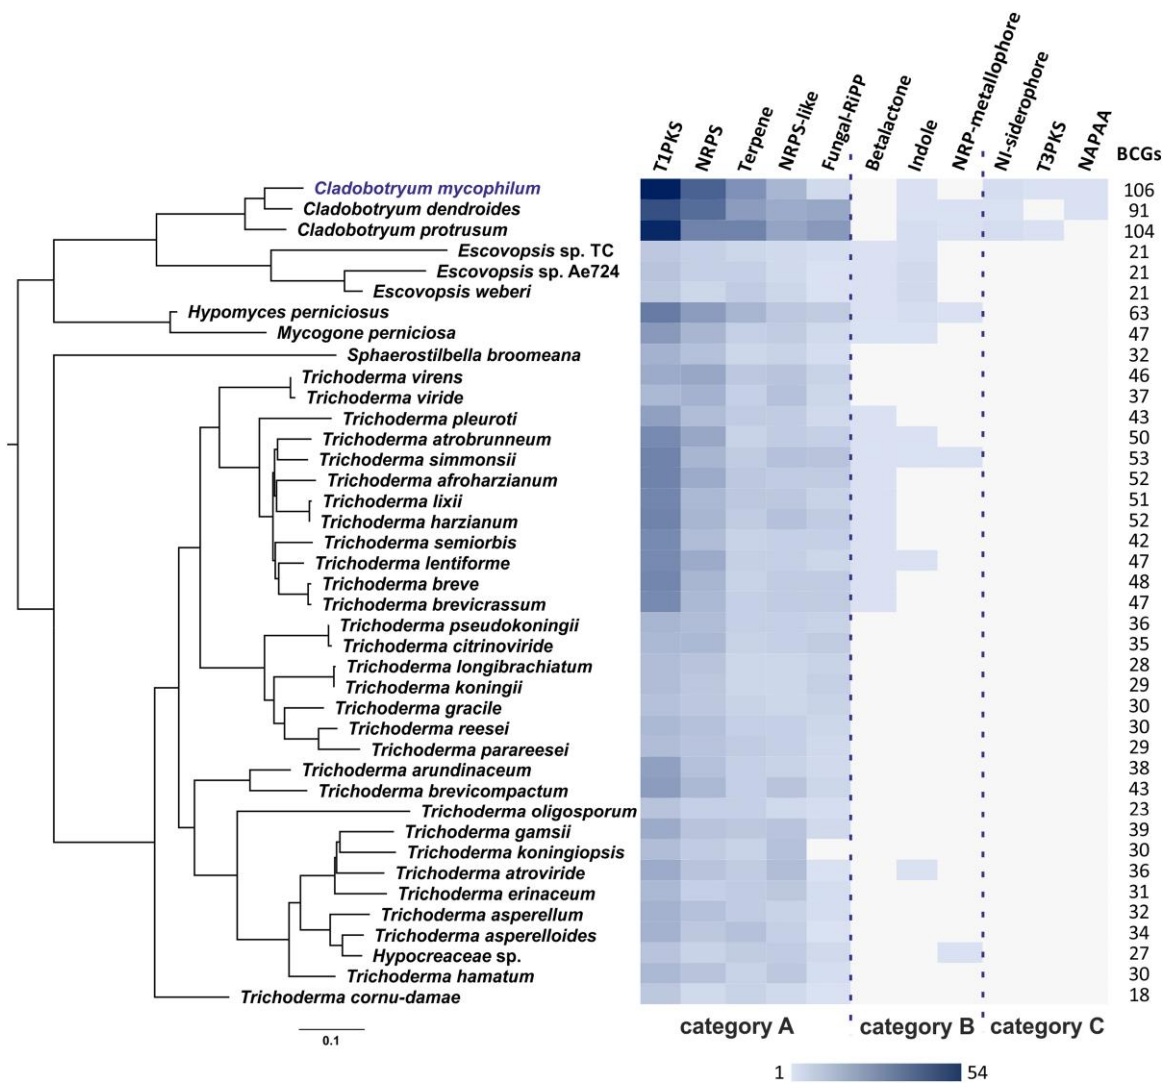 T1PKS NRPS Terpene NRPS-like Fungal-RiPP Betalactone Indole NRP-metallophore NI-siderophore T3PKS NAPAA BCGs
Cladobotryum mycophilum 106
Cladobotryum dendroides 91
Cladobotryum protrusum 104
Escovopsis sp. TC 21
Escovopsis sp. Ae724 21
Escovopsis weberi 21
Hypomyces perniciosus 63
Mycogone perniciosa 47
Sphaerostilbella broomeana 32
Trichoderma virens 46
Trichoderma viride 37
Trichoderma pleuroti 43
Trichoderma atrobrunneum 50
Trichoderma simmonsii 53
Trichoderma afroharzianum 52
Trichoderma lixii 51
Trichoderma harzianum 52
Trichoderma semiorbis 42
Trichoderma lentiforme 47
Trichoderma breve 48
Trichoderma brevicrassum 47
Trichoderma pseudokoningii 36
Trichoderma citrinoviride 35
Trichoderma longibrachiatum 28
Trichoderma koningii 29
Trichoderma gracile 30
Trichoderma reesei 30
Trichoderma parareesei 29
Trichoderma arundinaceum 38
Trichoderma brevicompactum 43
Trichoderma oligosporum 23
Trichoderma gamsii 39
Trichoderma koningiopsis 30
Trichoderma atroviride 36
Trichoderma erinaceum 31
Trichoderma asperellum 32
Trichoderma asperelloides 34
Hypocreaceae sp. 27
Trichoderma hamatum 30
Trichoderma cornu-damae 18
category A category B category C
0.1
1 54